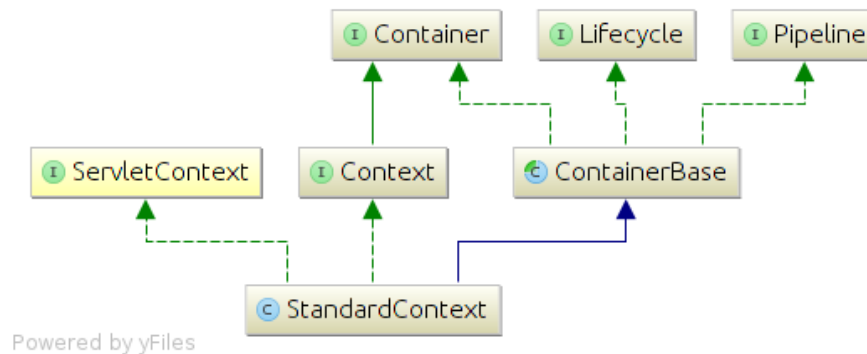 I Container
I Lifecycle
I Pipeline
I ServletContext
I Context
C ContainerBase
C StandardContext
Powered by yFiles